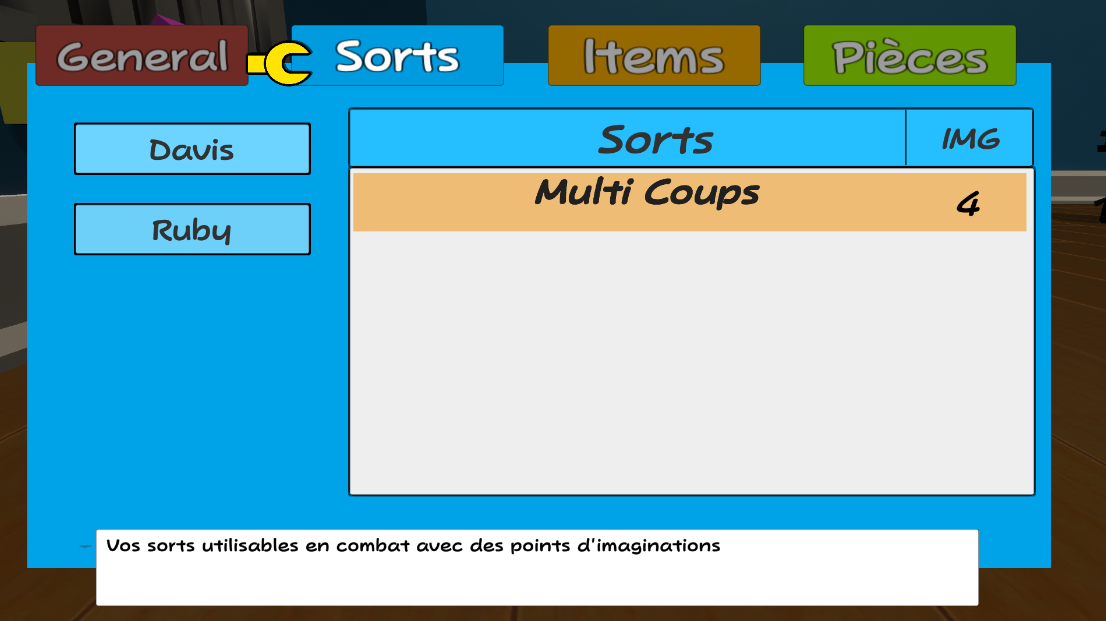 General
Sorts
Items
Pièces
Davis
Ruby
Sorts
IMG
Multi Coups
4
Vos sorts utilisables en combat avec des points d'imaginations